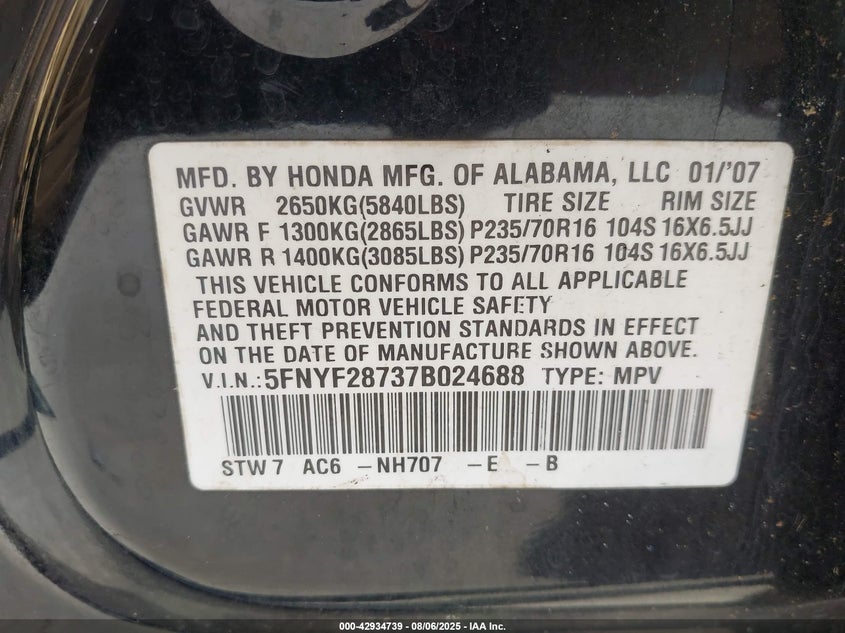 MFD. BY HONDA MFG. OF ALABAMA, LLC 01/'07
GVWR 2650KG(5840LBS) TIRE SIZE RIM SIZE
GAWR F 1300KG(2865LBS) P235/70R16 104S 16X6.5JJ
GAWR R 1400KG(3085LBS) P235/70R16 104S 16X6.5JJ
THIS VEHICLE CONFORMS TO ALL APPLICABLE
FEDERAL MOTOR VEHICLE SAFETY
AND THEFT PREVENTION STANDARDS IN EFFECT
ON THE DATE OF MANUFACTURE SHOWN ABOVE.
V.I.N.:5FNYF28737B024688 TYPE: MPV
STW7 AC6 -NH707 -E -B
000-42934739 - 08/06/2025 - IAA Inc.